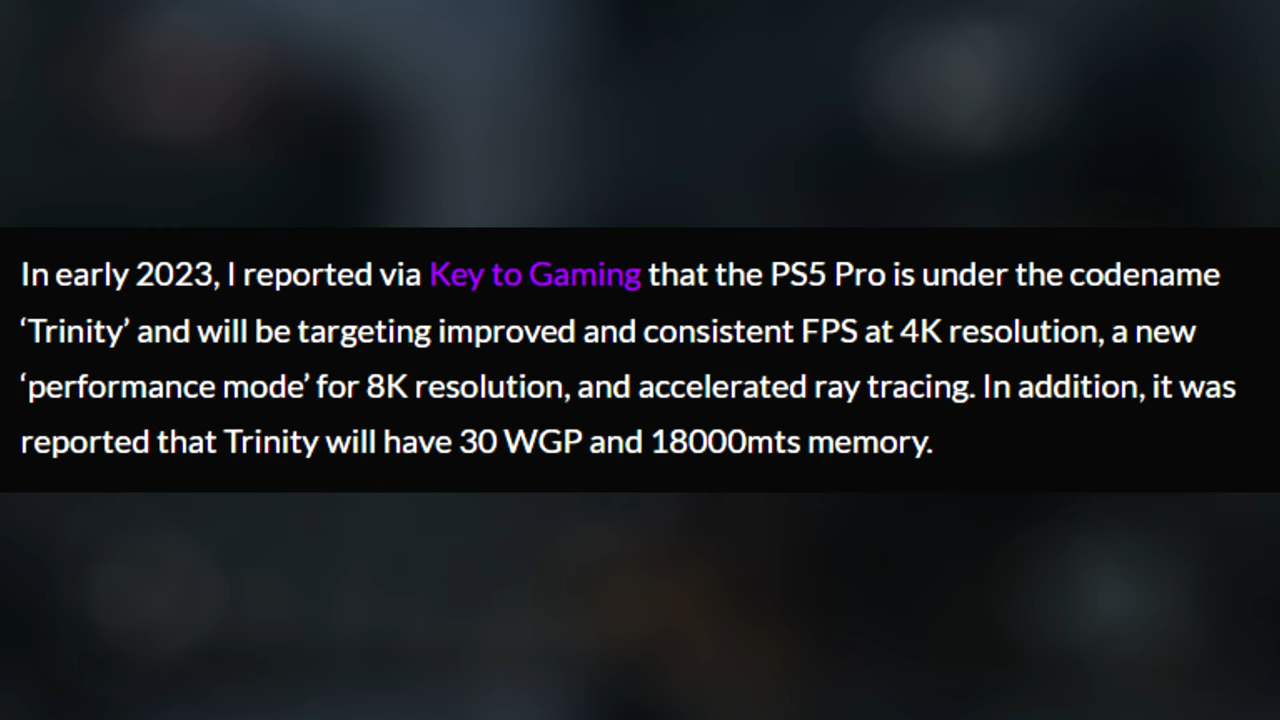 In early 2023, I reported via Key to Gaming that the PS5 Pro is under the codename
‘Trinity’ and will be targeting improved and consistent FPS at 4K resolution, a new
‘performance mode’ for 8K resolution, and accelerated ray tracing. In addition, it was
reported that Trinity will have 30 WGP and 18000mts memory.